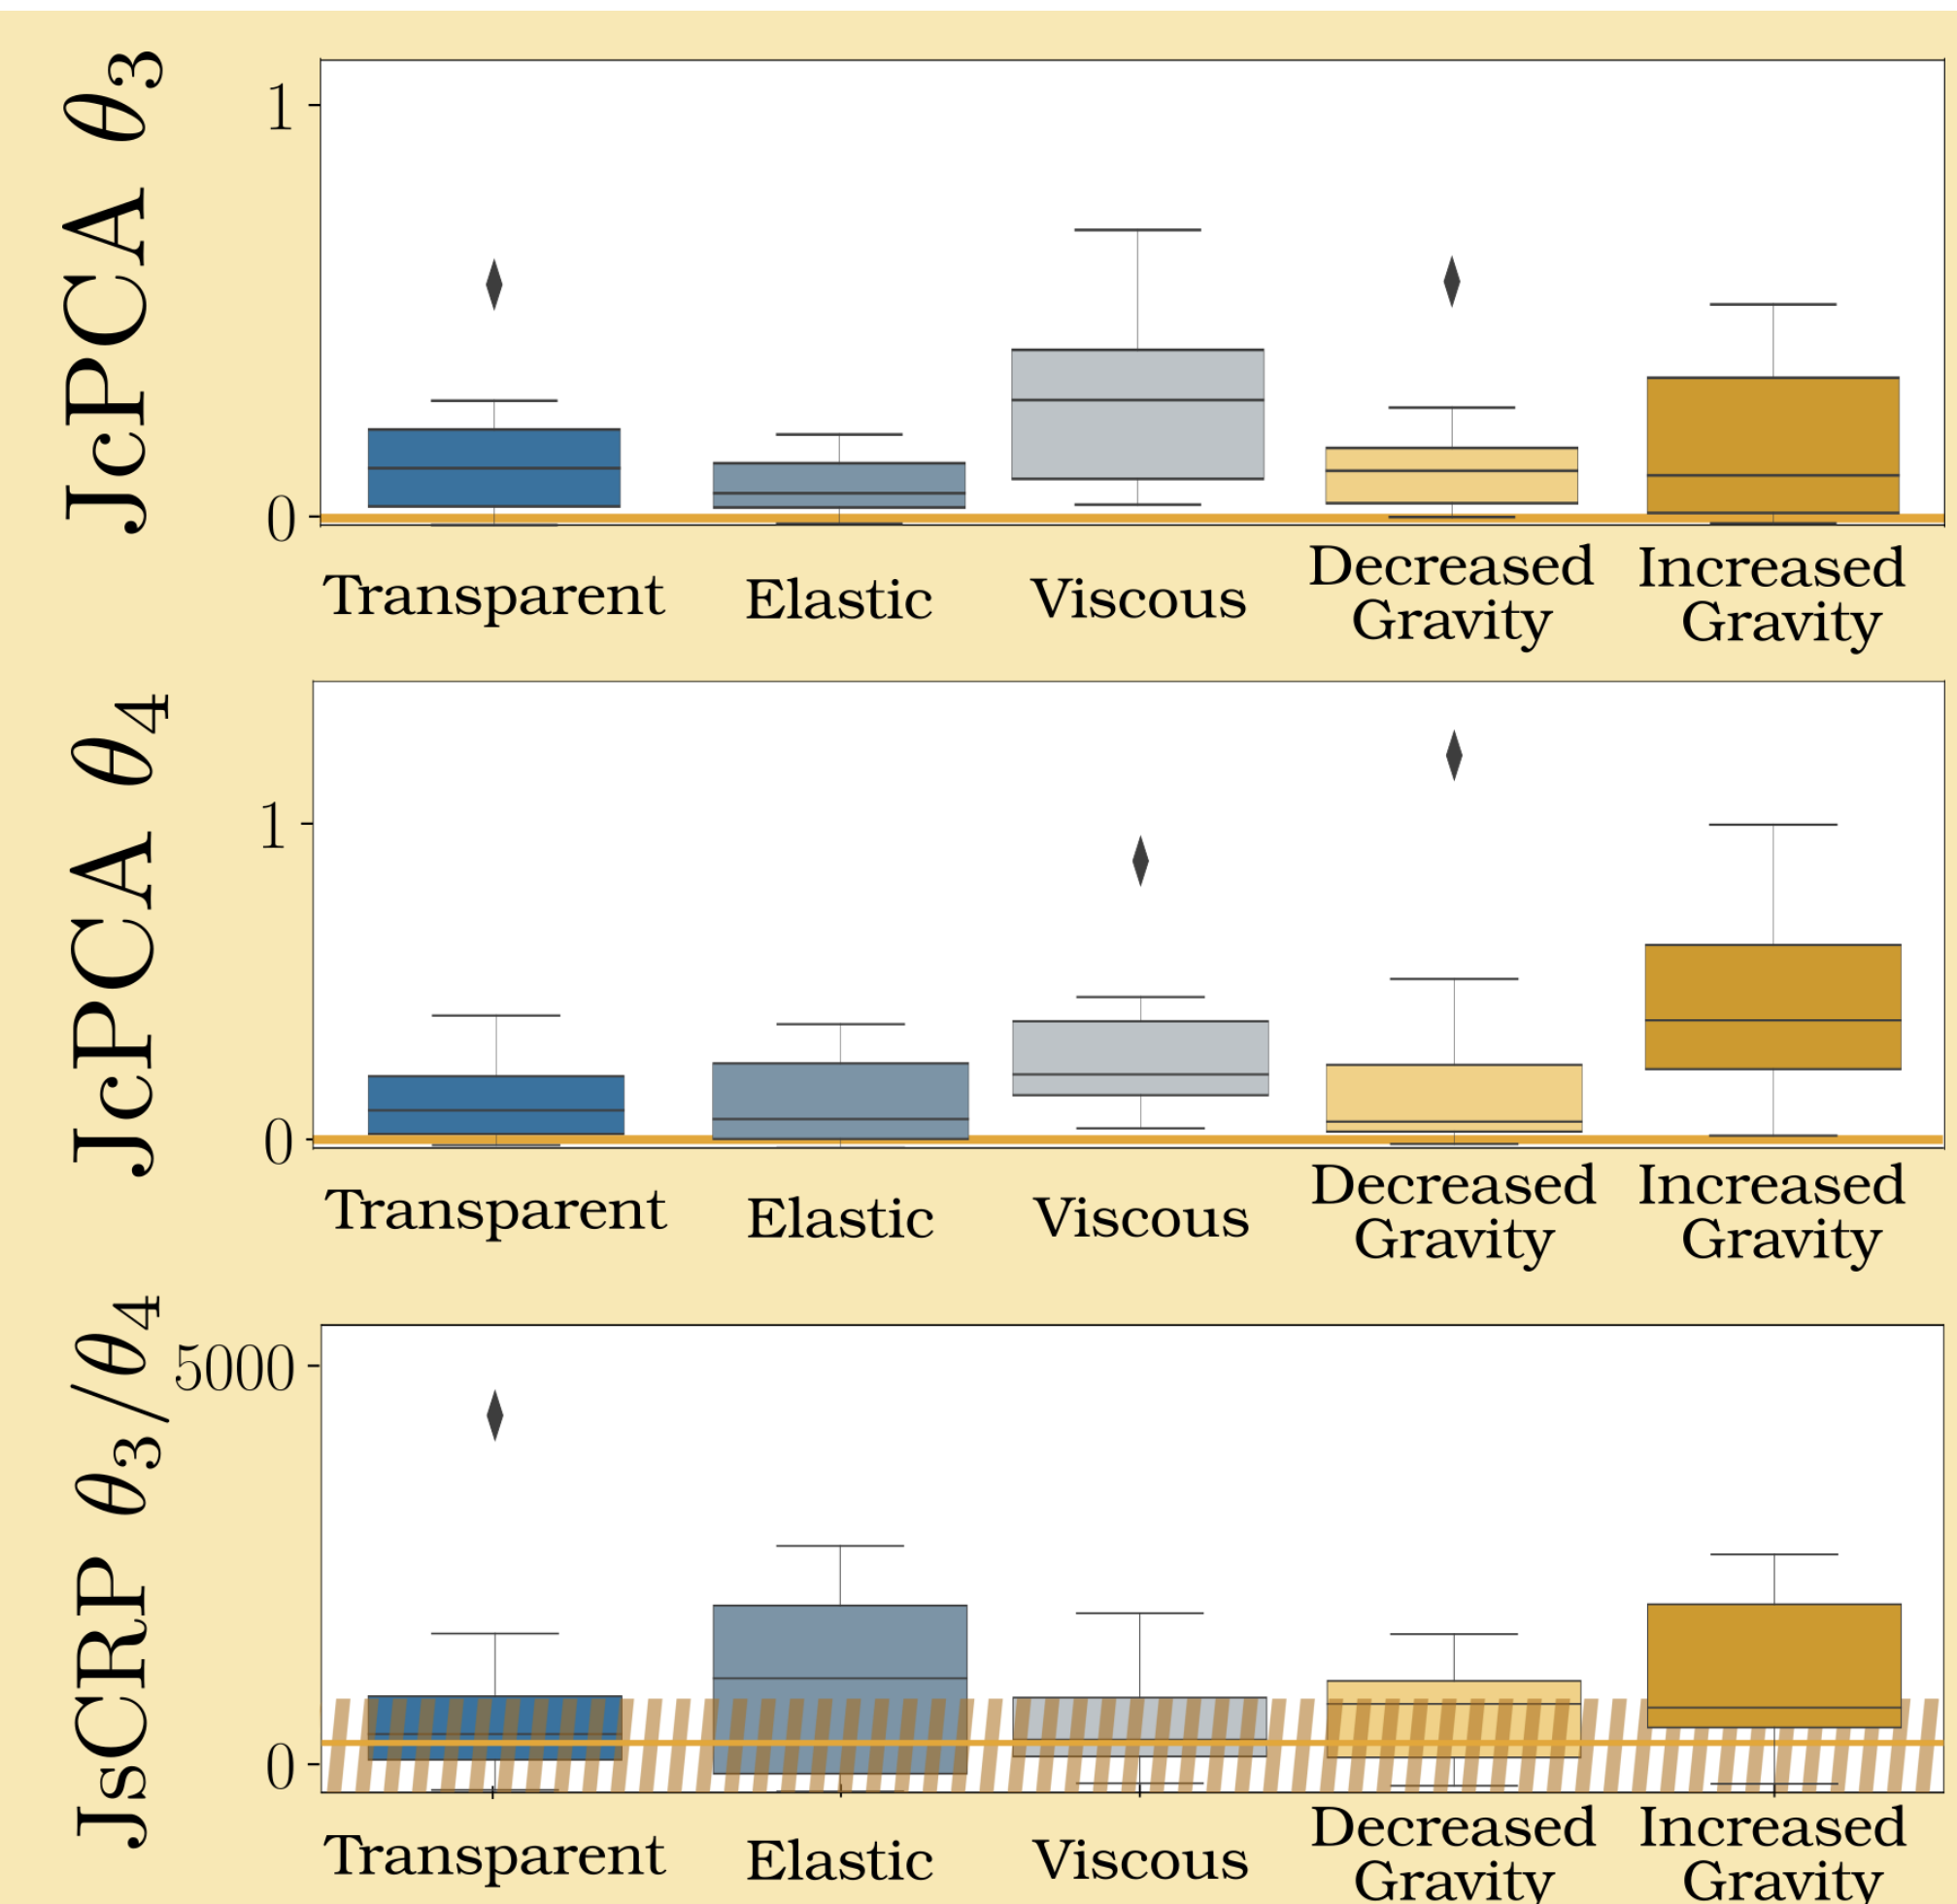 JcPCA θ3
1
0
Transparent
Elastic
Viscous
Decreased
Gravity
Increased
Gravity
JcPCA θ4
1
0
Transparent
Elastic
Viscous
Decreased
Gravity
Increased
Gravity
JsCRP θ3/θ4
5000
0
Transparent
Elastic
Viscous
Decreased
Gravity
Increased
Gravity